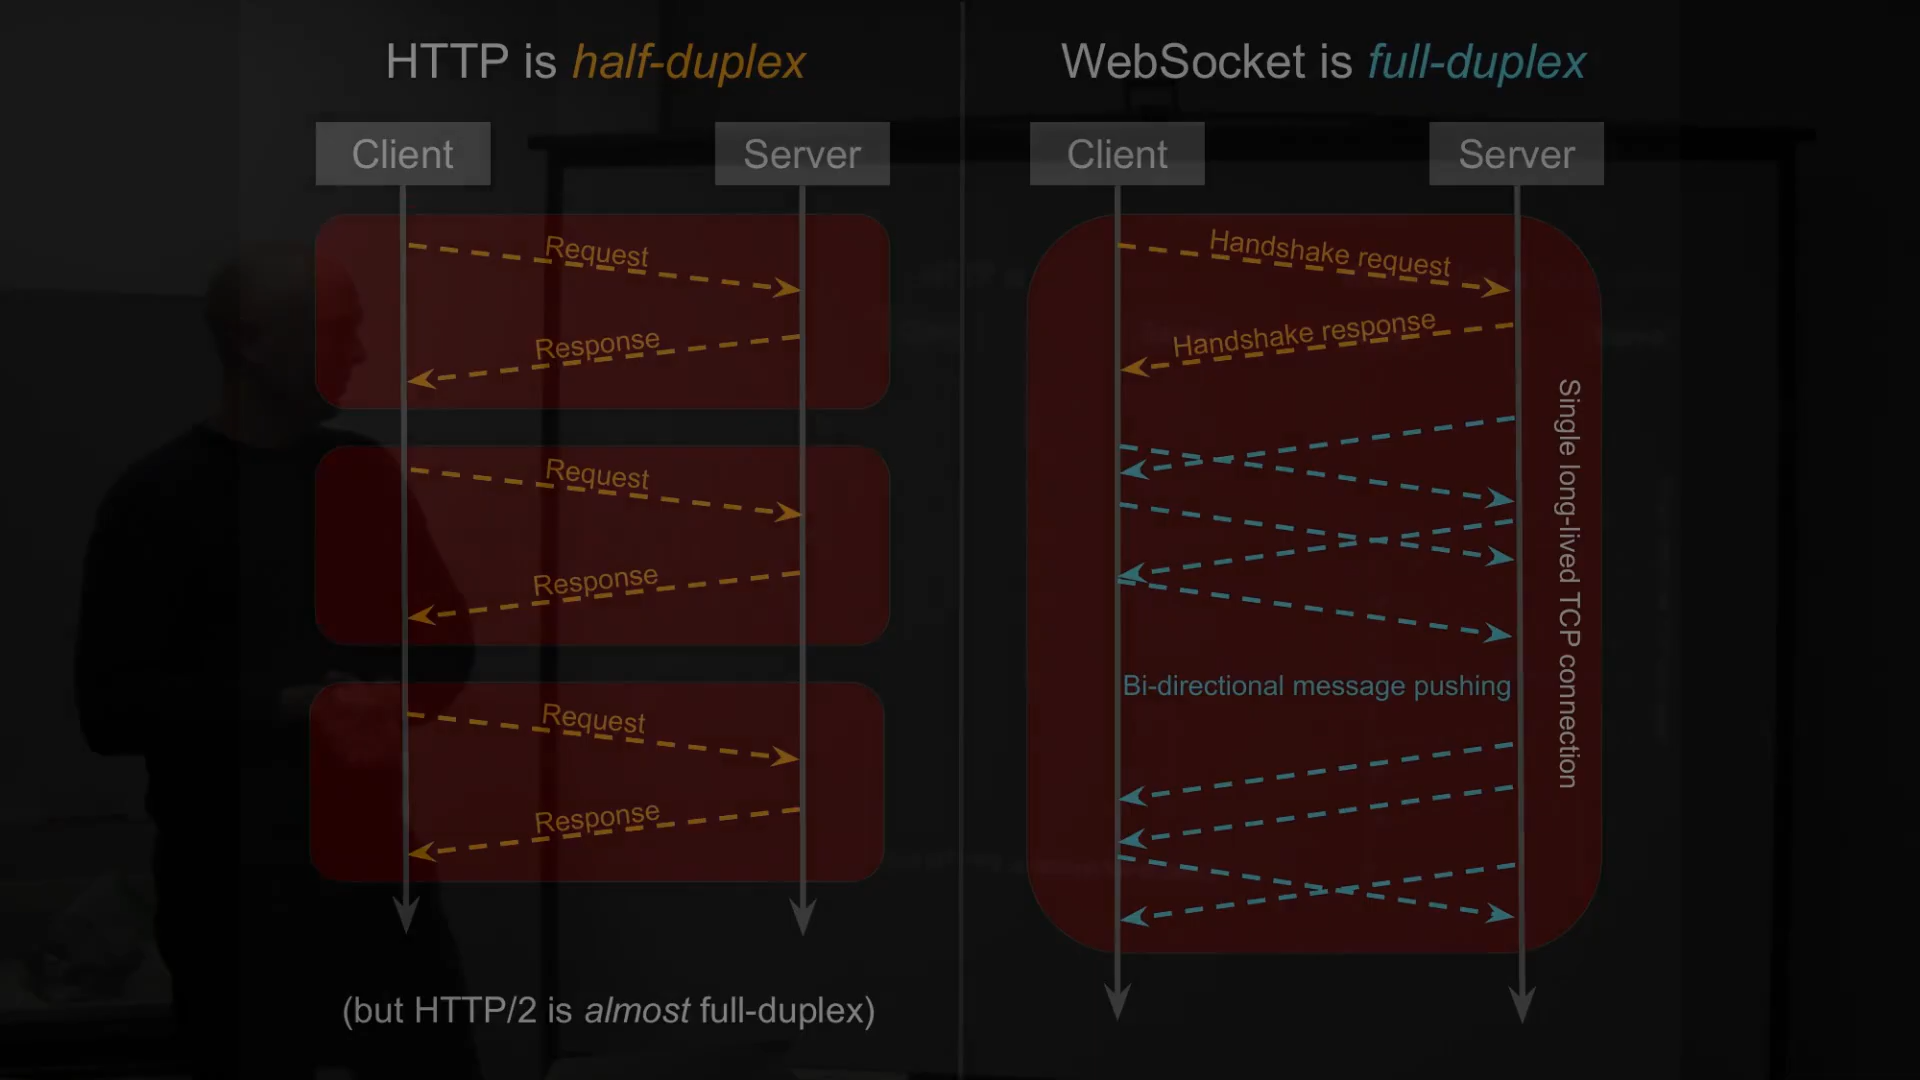 HTTP is half-duplex
Client
Server
Request
Response
Request
Response
Request
Response
(but HTTP/2 is almost full-duplex)
WebSocket is full-duplex
Client
Server
Handshake request
Handshake response
Bi-directional message pushing
Single long-lived TCP connection